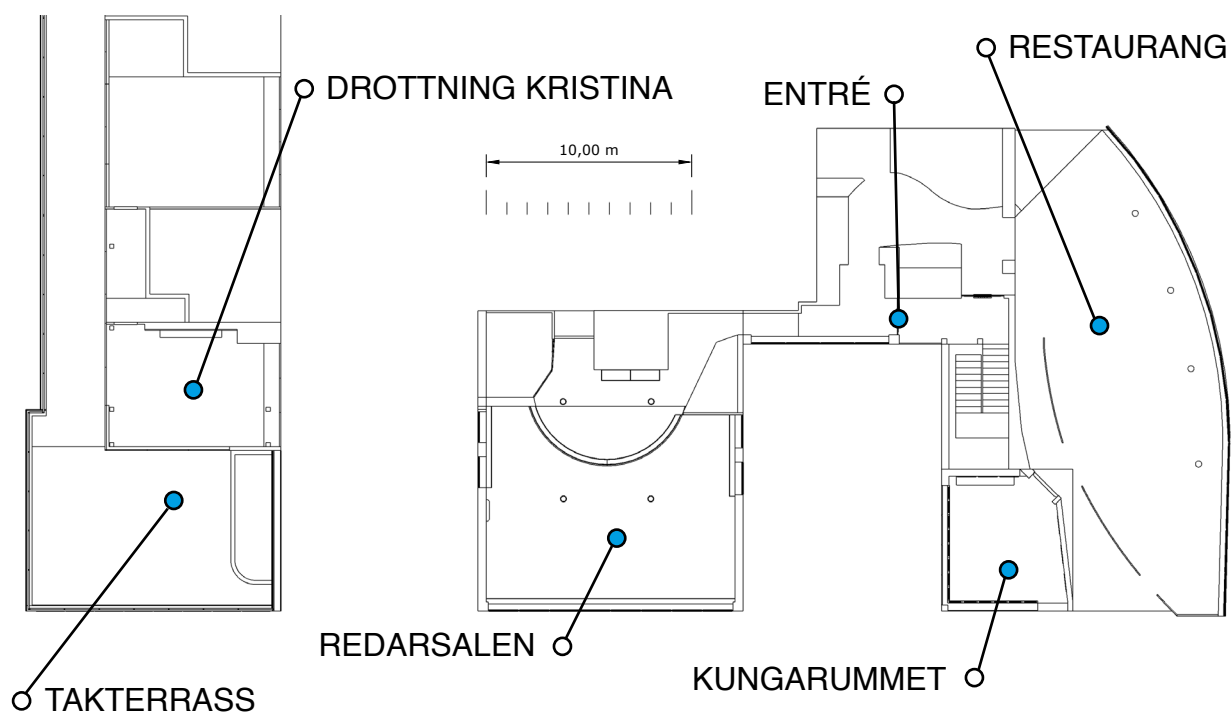 RESTAURANG
DROTTNING KRISTINA
ENTRÉ
10,00 m
REDARSALEN
KUNGARUMMET
TAKTERRASS